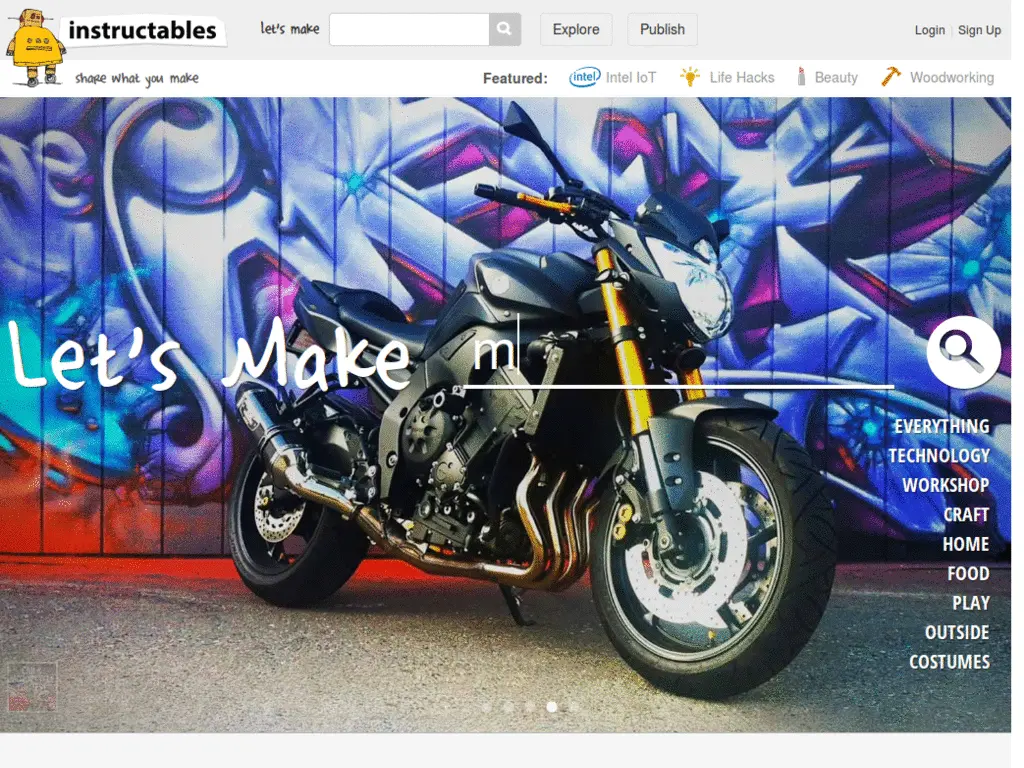 instructables
let's make
Explore
Publish
Login
Sign Up
share what you make
Featured:
intel
Intel IoT
Life Hacks
Beauty
Woodworking
Let's Make
m
EVERYTHING
TECHNOLOGY
WORKSHOP
CRAFT
HOME
FOOD
PLAY
OUTSIDE
COSTUMES